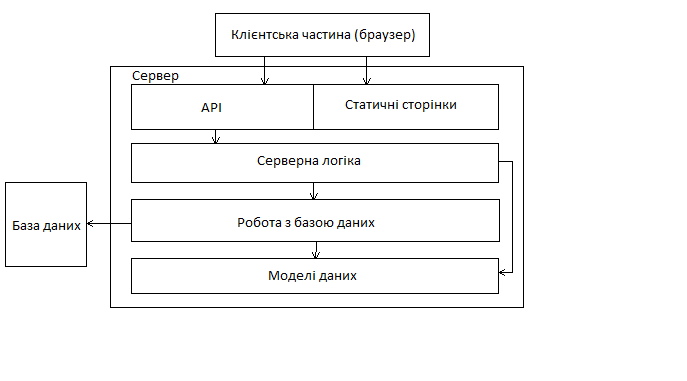 Клієнтська частина (браузер)
Сервер
API
Статичні сторінки
Серверна логіка
База даних
Робота з базою даних
Моделі даних